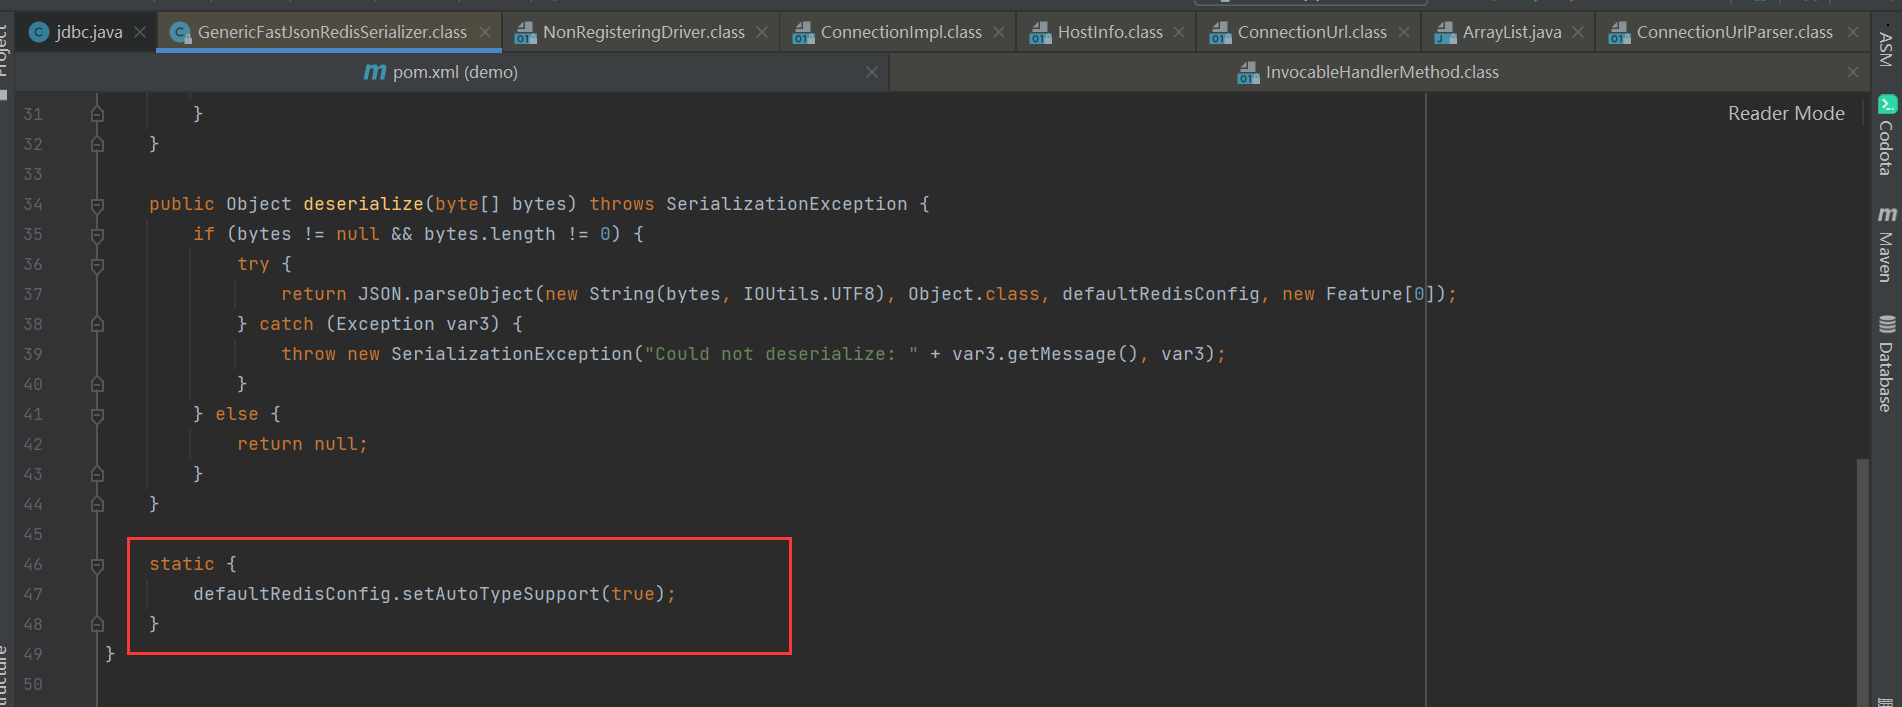 jdbc.java
GenericFastJsonRedisSerializer.class
NonRegisteringDriver.class
ConnectionImpl.class
HostInfo.class
ConnectionUrl.class
ArrayList.java
ConnectionUrlParser.class
pom.xml (demo)
InvocableHandlerMethod.class
Reader Mode
31 }
32 }
33
34 public Object deserialize(byte[] bytes) throws SerializationException {
35 if (bytes != null && bytes.length != 0) {
36 try {
37 return JSON.parseObject(new String(bytes, IOUtils.UTF8), Object.class, defaultRedisConfig, new Feature[0]);
38 } catch (Exception var3) {
39 throw new SerializationException("Could not deserialize: " + var3.getMessage(), var3);
40 }
41 } else {
42 return null;
43 }
44 }
45
46 static {
47 defaultRedisConfig.setAutoTypeSupport(true);
48 }
49 }
50
ASM
Codota
Maven
Database